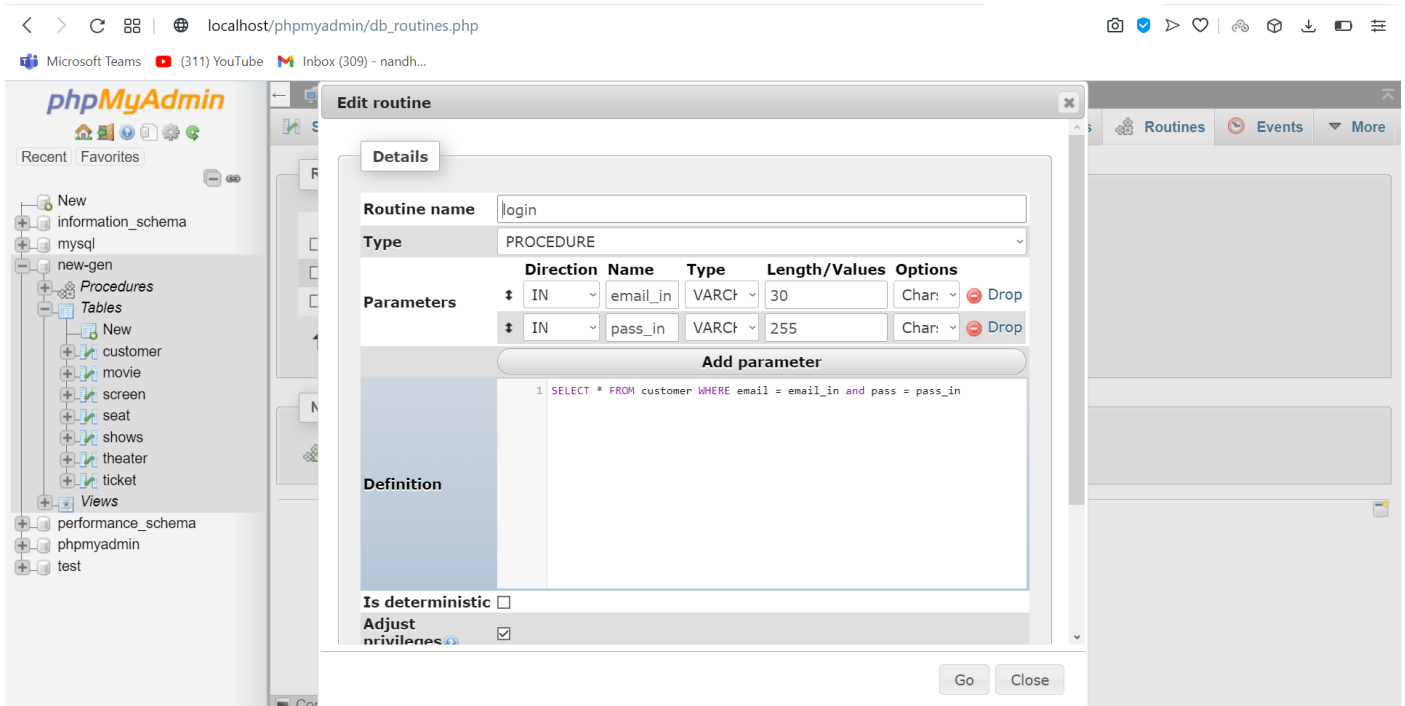 localhost/phpmyadmin/db_routines.php
Microsoft Teams (311) YouTube Inbox (309) - nandh...
phpMyAdmin
Recent Favorites
New
information_schema
mysql
new-gen
Procedures
Tables
New
customer
movie
screen
seat
shows
theater
ticket
Views
performance_schema
phpmyadmin
test
Routines Events More
Edit routine
Details
Routine name login
Type PROCEDURE
Direction Name Type Length/Values Options
Parameters
IN email_in VARCH 30 Char: Drop
IN pass_in VARCH 255 Char: Drop
Add parameter
Definition
1 SELECT * FROM customer WHERE email = email_in and pass = pass_in
Is deterministic
Adjust
privileges
Go Close